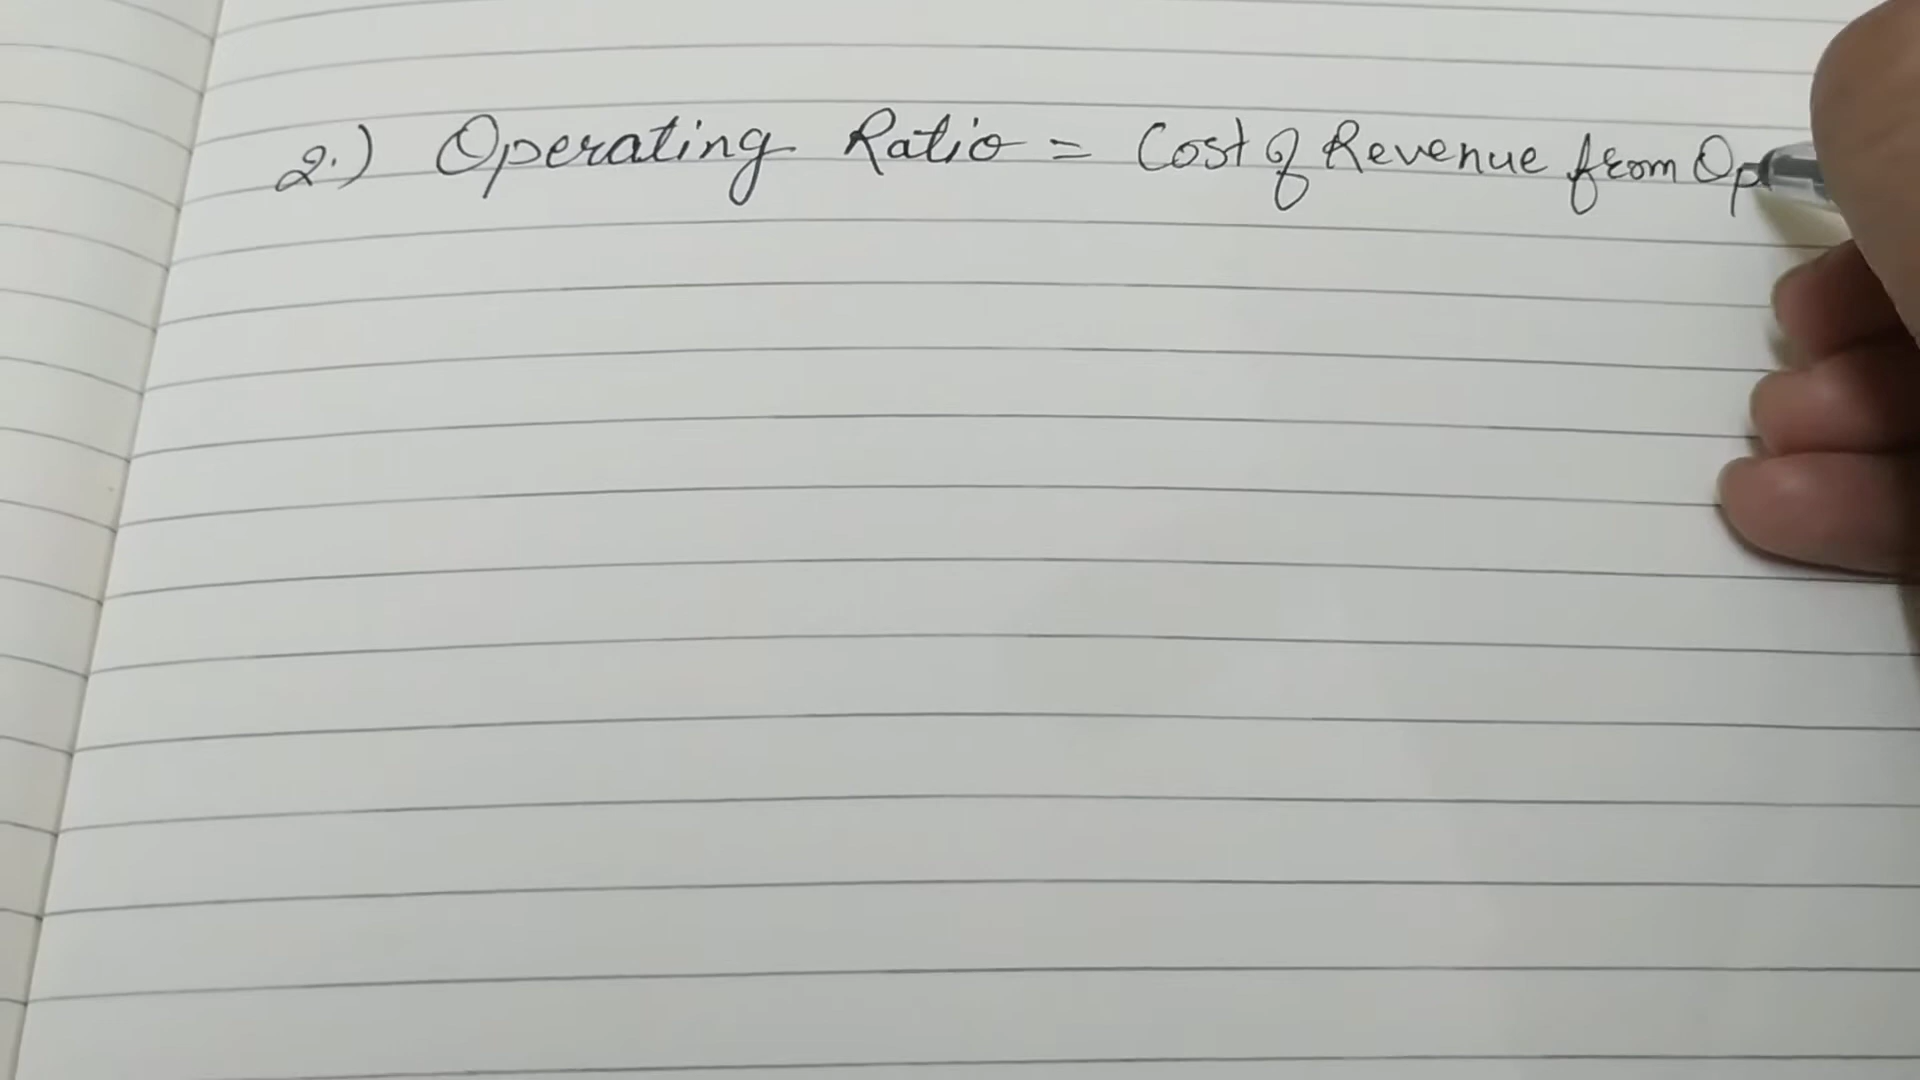 2.) Operating Ratio = Cost of Revenue from Op